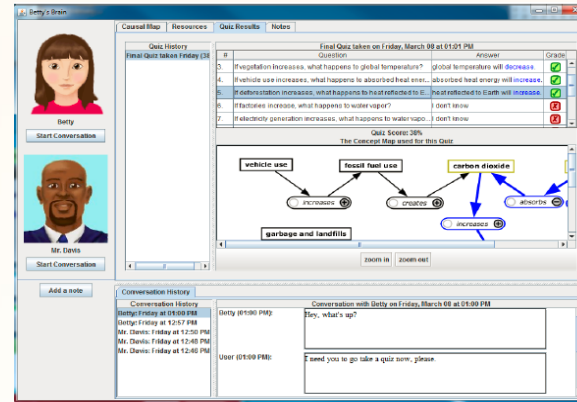 Betty's Brain
Causal Map Resources Quiz Results Notes
Quiz History
Final Quiz taken Friday (38
Final Quiz taken on Friday, March 08 at 01:01 PM
# Question Answer Grade
3. If vegetation increases, what happens to global temperature? global temperature will decrease.
4. If vehicle use increases, what happens to absorbed heat ener... absorbed heat energy will increase.
5. If deforestation increases, what happens to heat reflected to E... heat reflected to Earth will increase.
6. If factories increase, what happens to water vapor? I don't know
7. If electricity generation increases, what happens to water vapo... I don't know
Quiz Score: 38%
The Concept Map used for this Quiz
vehicle use
fossil fuel use
carbon dioxide
increases
creates
absorbs
increases
garbage and landfills
zoom in zoom out
Betty
Start Conversation
Mr. Davis
Start Conversation
Add a note
Conversation History
Conversation History
Betty: Friday at 01:00 PM
Betty: Friday at 12:57 PM
Mr. Davis: Friday at 12:50 PM
Mr. Davis: Friday at 12:48 PM
Mr. Davis: Friday at 12:46 PM
Conversation with Betty on Friday, March 08 at 01:00 PM
Betty (01:00 PM):
Hey, what's up?
User (01:00 PM):
I need you to go take a quiz now, please.